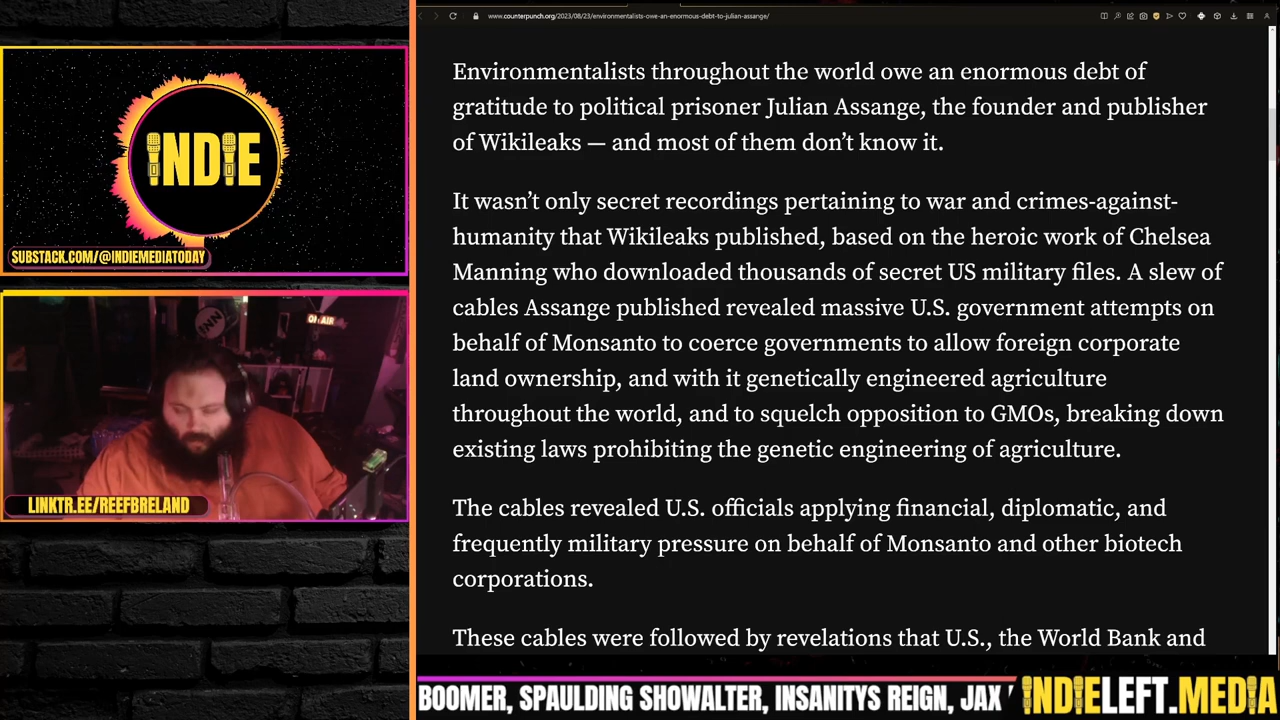 www.counterpunch.org/2023/08/23/environmentalists-owe-an-enormous-debt-to-julian-assange/
INDIE
SUBSTACK.COM/@INDIEMEDIATODAY
INN
ON AIR
LINKTR.EE/REEFBRELAND
Environmentalists throughout the world owe an enormous debt of
gratitude to political prisoner Julian Assange, the founder and publisher
of Wikileaks — and most of them don’t know it.
It wasn’t only secret recordings pertaining to war and crimes-against-
humanity that Wikileaks published, based on the heroic work of Chelsea
Manning who downloaded thousands of secret US military files. A slew of
cables Assange published revealed massive U.S. government attempts on
behalf of Monsanto to coerce governments to allow foreign corporate
land ownership, and with it genetically engineered agriculture
throughout the world, and to squelch opposition to GMOs, breaking down
existing laws prohibiting the genetic engineering of agriculture.
The cables revealed U.S. officials applying financial, diplomatic, and
frequently military pressure on behalf of Monsanto and other biotech
corporations.
These cables were followed by revelations that U.S., the World Bank and
BOOMER, SPAULDING SHOWALTER, INSANITYS REIGN, JAX
INDIELEFT.MEDIA